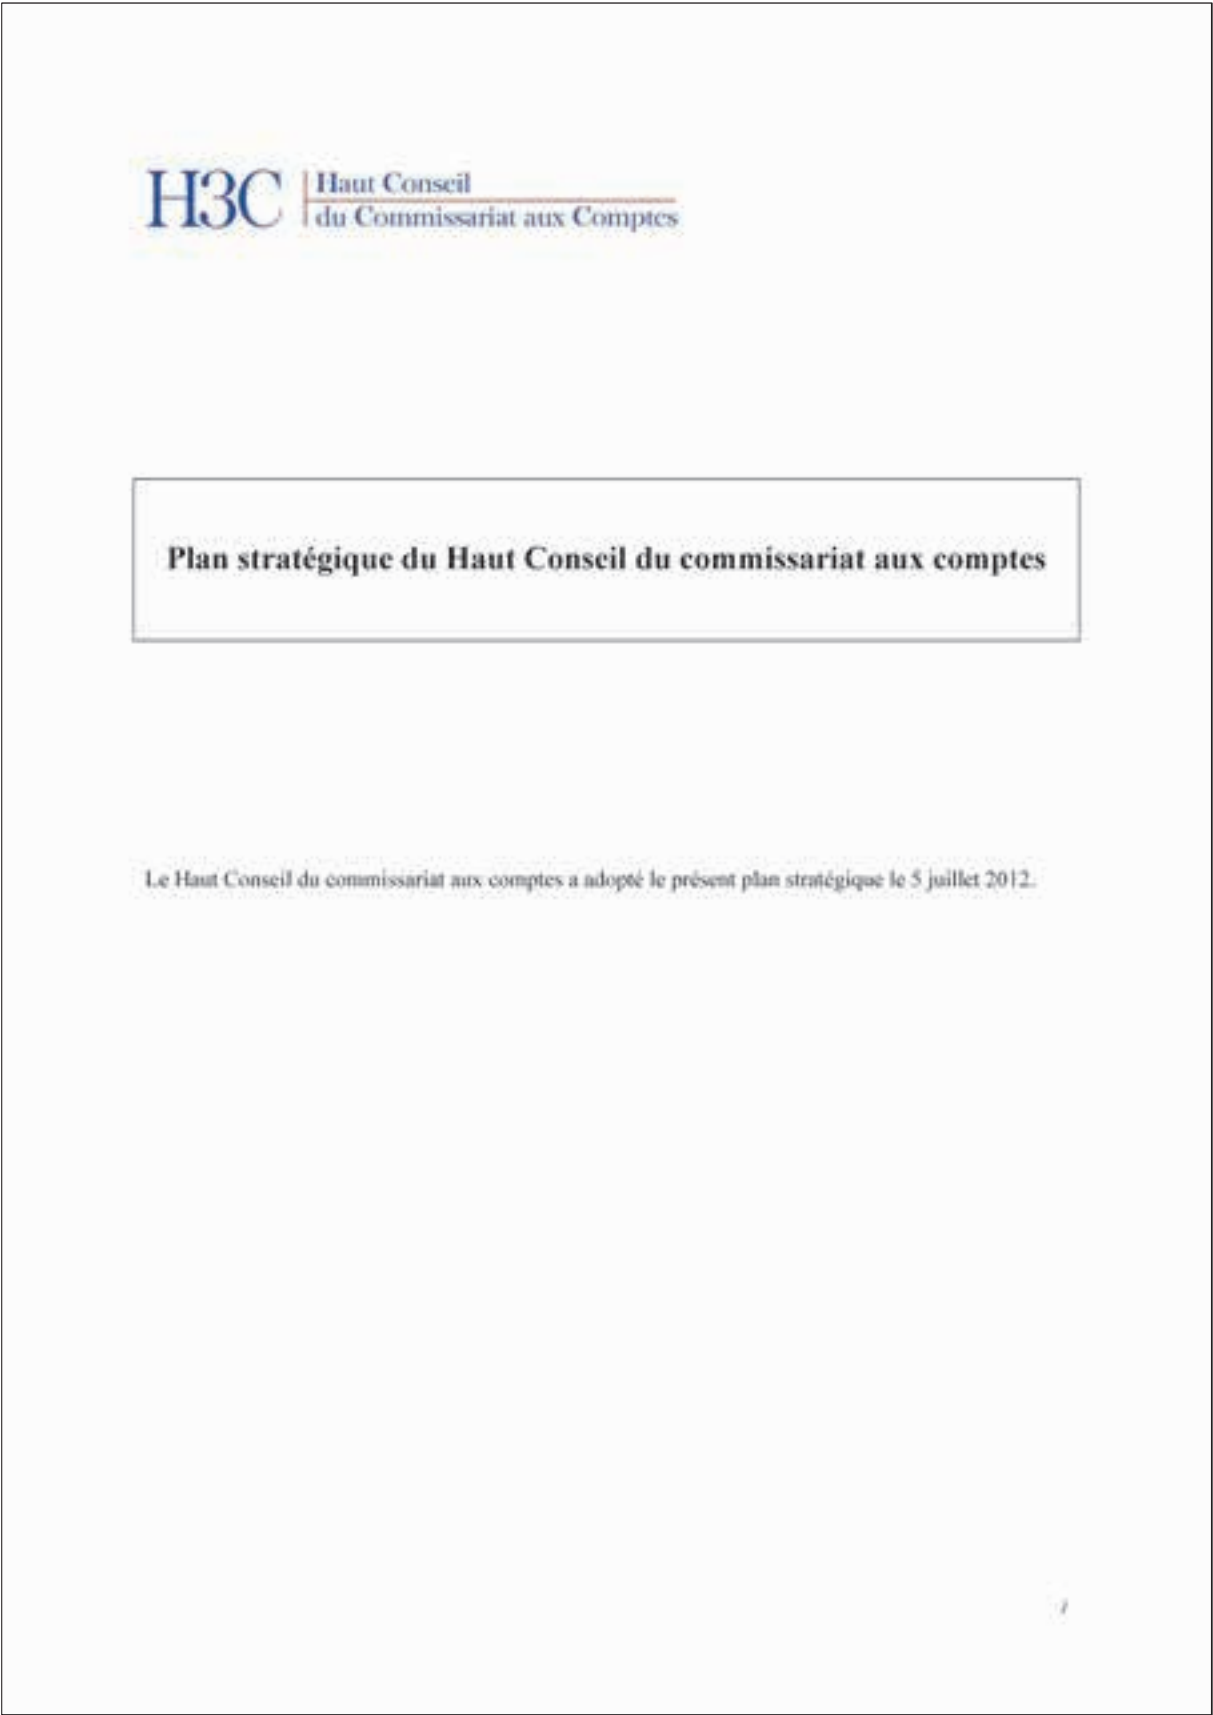 H3C
Haut Conseil
du Commissariat aux Comptes
Plan stratégique du Haut Conseil du commissariat aux comptes
Le Haut Conseil du commissariat aux comptes a adopté le présent plan stratégique le 5 juillet 2012.
1